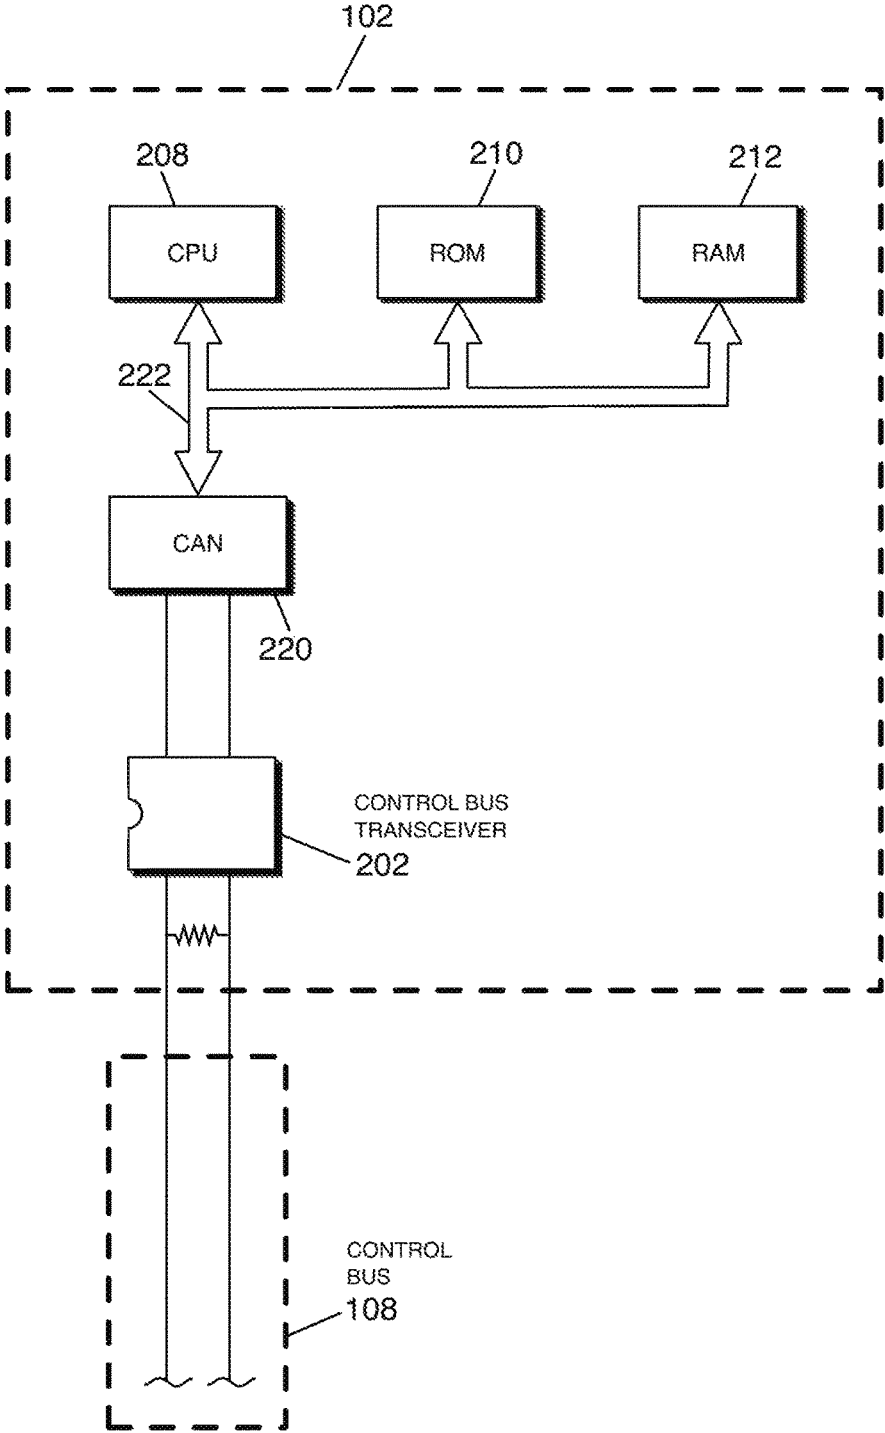 102
208
210
212
CPU
ROM
RAM
222
CAN
220
CONTROL BUS
TRANSCEIVER
202
CONTROL
BUS
108